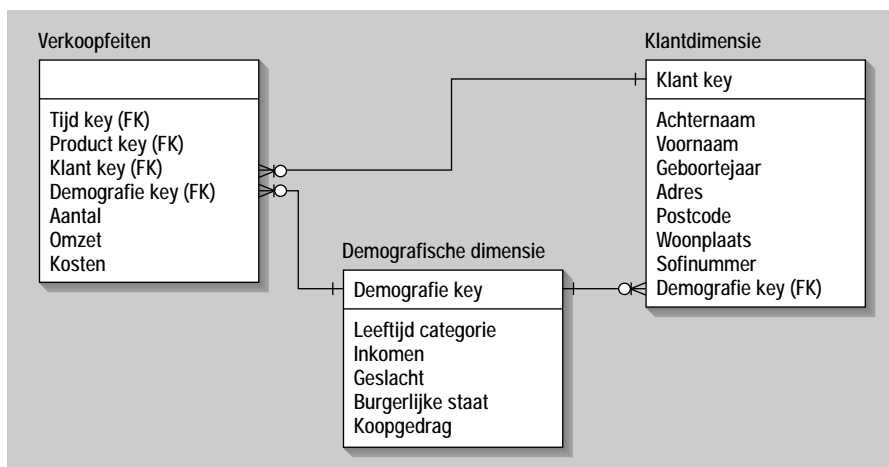 Verkoopfeiten
Tijd key (FK)
Product key (FK)
Klant key (FK)
Demografie key (FK)
Aantal
Omzet
Kosten
Klantdimensie
Klant key
Achternaam
Voornaam
Geboortejaar
Adres
Postcode
Woonplaats
Sofinummer
Demografie key (FK)
Demografische dimensie
Demografie key
Leeftijd categorie
Inkomen
Geslacht
Burgerlijke staat
Koopgedrag